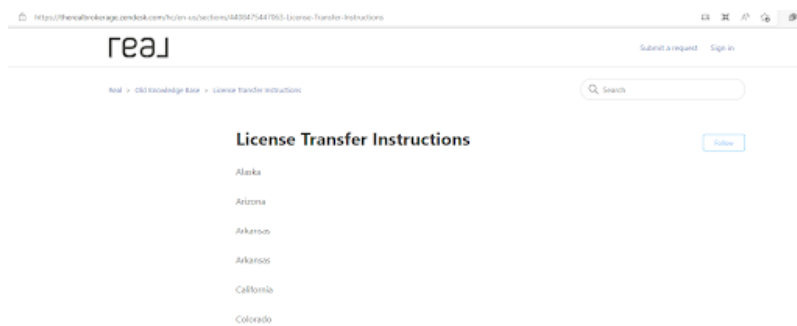 https://therealbrokerage.zendesk.com/hc/en-us/sections/4408475447063-License-Transfer-Instructions
real
Submit a request Sign in
Real > Old Knowledge Base > License Transfer Instructions
Search
License Transfer Instructions
Follow
Alaska
Arizona
Arkansas
Arkansas
California
Colorado